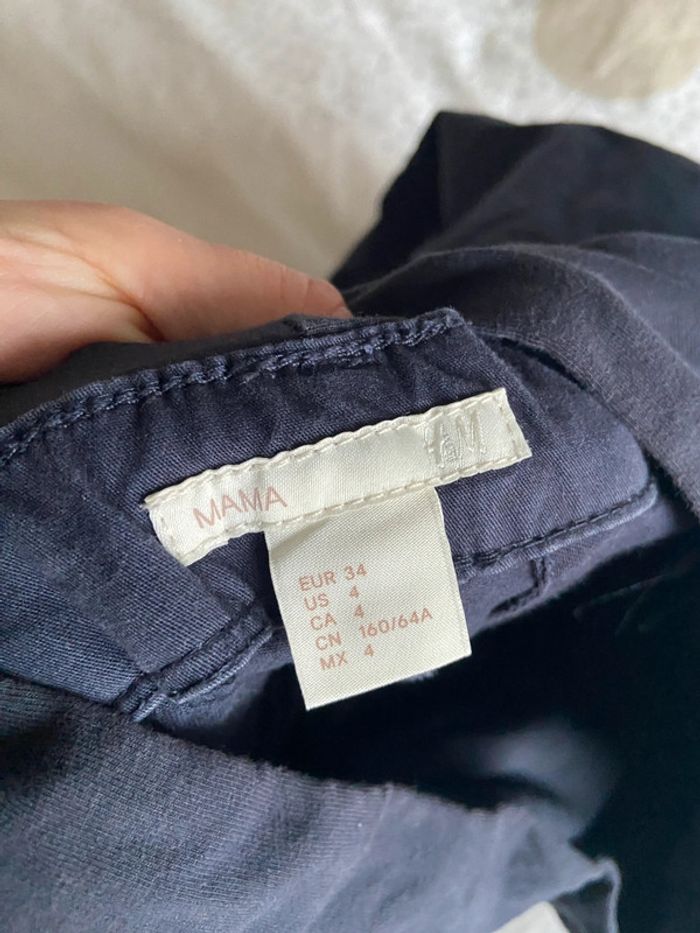 MAMA H&M
EUR 34
US 4
CA 4
CN 160/64A
MX 4